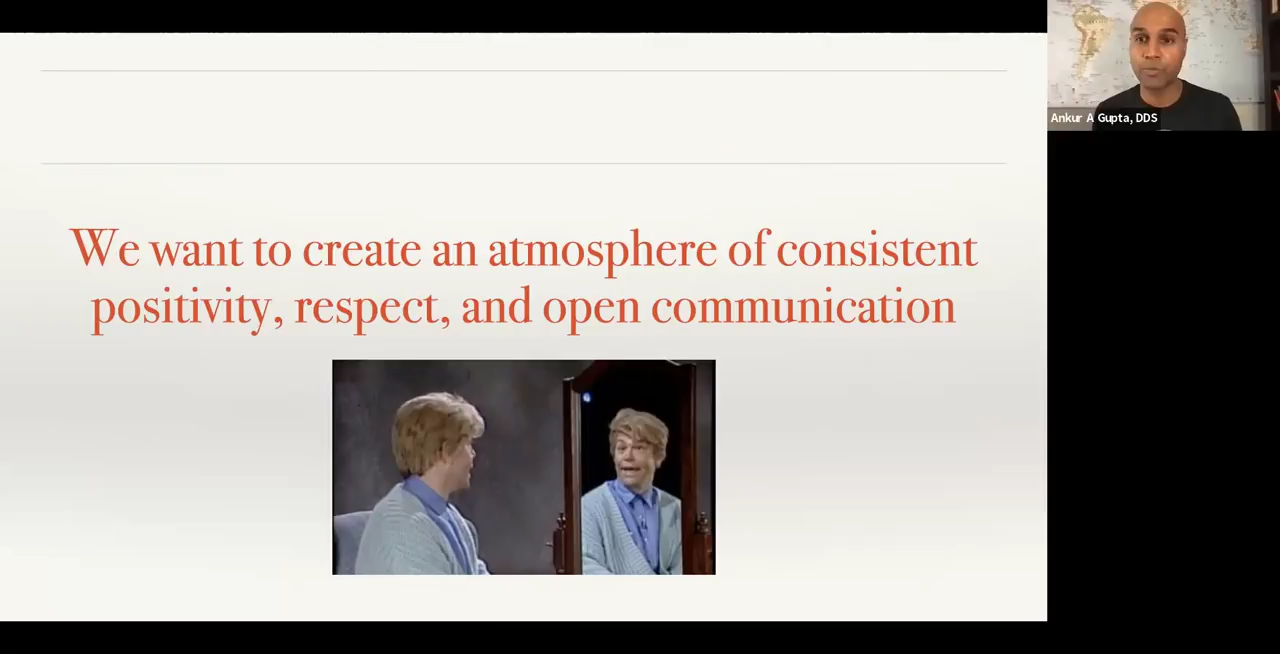 We want to create an atmosphere of consistent
positivity, respect, and open communication
Ankur A Gupta, DDS